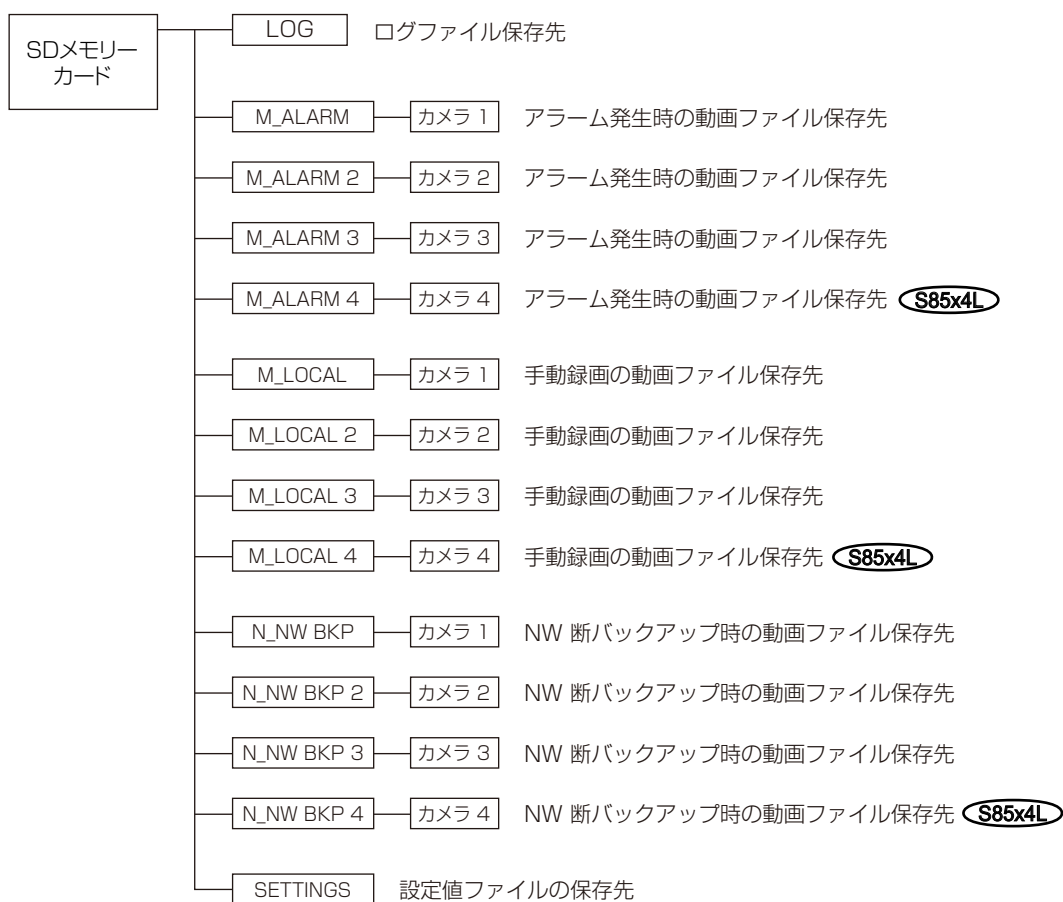 SDメモリー
カード
LOG ログファイル保存先
M_ALARM カメラ 1 アラーム発生時の動画ファイル保存先
M_ALARM 2 カメラ 2 アラーム発生時の動画ファイル保存先
M_ALARM 3 カメラ 3 アラーム発生時の動画ファイル保存先
M_ALARM 4 カメラ 4 アラーム発生時の動画ファイル保存先 S85x4L
M_LOCAL カメラ 1 手動録画の動画ファイル保存先
M_LOCAL 2 カメラ 2 手動録画の動画ファイル保存先
M_LOCAL 3 カメラ 3 手動録画の動画ファイル保存先
M_LOCAL 4 カメラ 4 手動録画の動画ファイル保存先 S85x4L
N_NW BKP カメラ 1 NW 断バックアップ時の動画ファイル保存先
N_NW BKP 2 カメラ 2 NW 断バックアップ時の動画ファイル保存先
N_NW BKP 3 カメラ 3 NW 断バックアップ時の動画ファイル保存先
N_NW BKP 4 カメラ 4 NW 断バックアップ時の動画ファイル保存先 S85x4L
SETTINGS 設定値ファイルの保存先